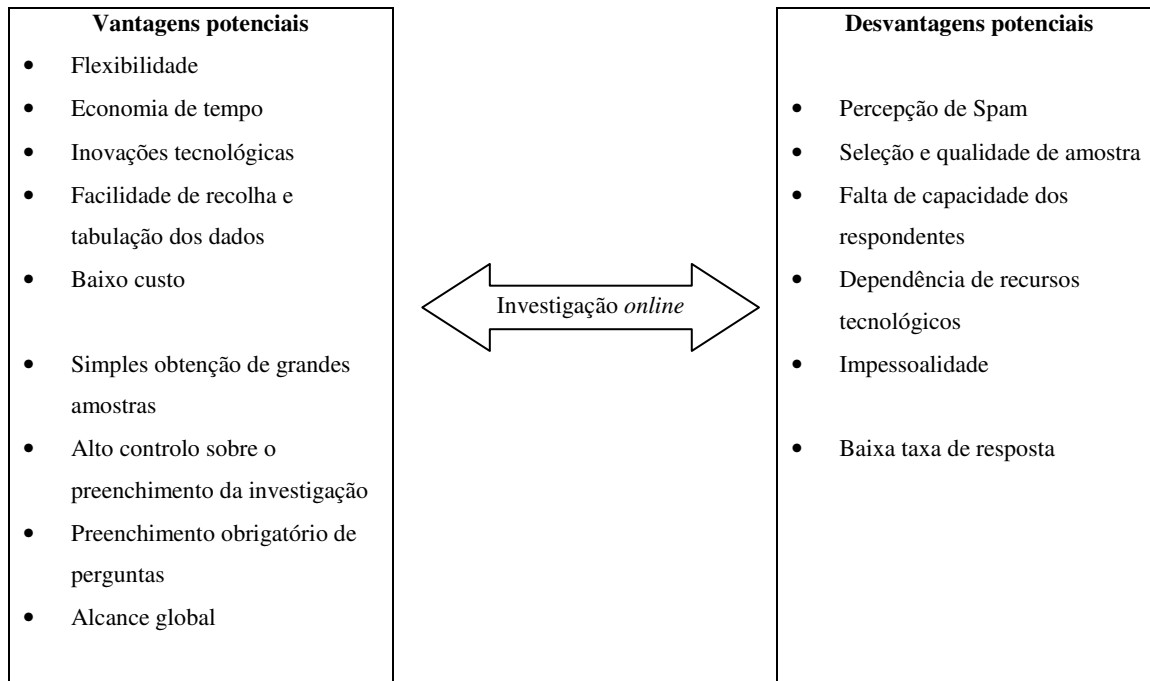 Vantagens potenciais
• Flexibilidade
• Economia de tempo
• Inovações tecnológicas
• Facilidade de recolha e
tabulação dos dados
• Baixo custo
• Simples obtenção de grandes
amostras
• Alto controlo sobre o
preenchimento da investigação
• Preenchimento obrigatório de
perguntas
• Alcance global
Investigação online
Desvantagens potenciais
• Percepção de Spam
• Seleção e qualidade de amostra
• Falta de capacidade dos
respondentes
• Dependência de recursos
tecnológicos
• Impessoalidade
• Baixa taxa de resposta